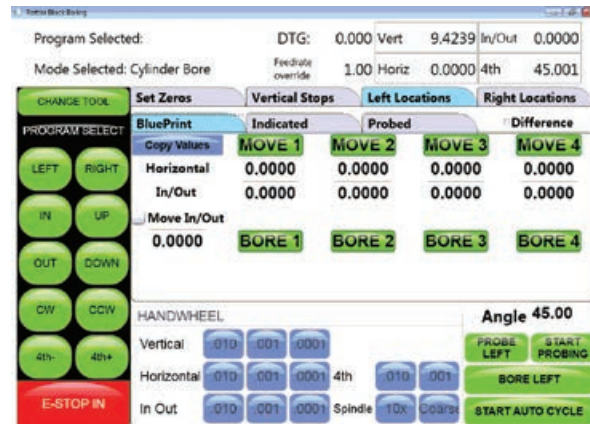 Rottler Block Boring
Program Selected: DTG: 0.000 Vert 9.4239 In/Out 0.0000
Mode Selected: Cylinder Bore Feedrate override 1.00 Horiz 0.0000 4th 45.001
CHANGE TOOL Set Zeros Vertical Stops Left Locations Right Locations
PROGRAM SELECT BluePrint Indicated Probed Difference
Copy Values MOVE 1 MOVE 2 MOVE 3 MOVE 4
LEFT RIGHT Horizontal 0.0000 0.0000 0.0000 0.0000
In/Out 0.0000 0.0000 0.0000 0.0000
IN UP Move In/Out
0.0000 BORE 1 BORE 2 BORE 3 BORE 4
OUT DOWN
CW CCW HANDWHEEL Angle 45.00
Vertical .010 .001 .0001 PROBE LEFT START PROBING
4th- 4th+ Horizontal .010 .001 .0001 4th .010 .001 BORE LEFT
E-STOP IN In Out .010 .001 .0001 Spindle 10x Coarse START AUTO CYCLE